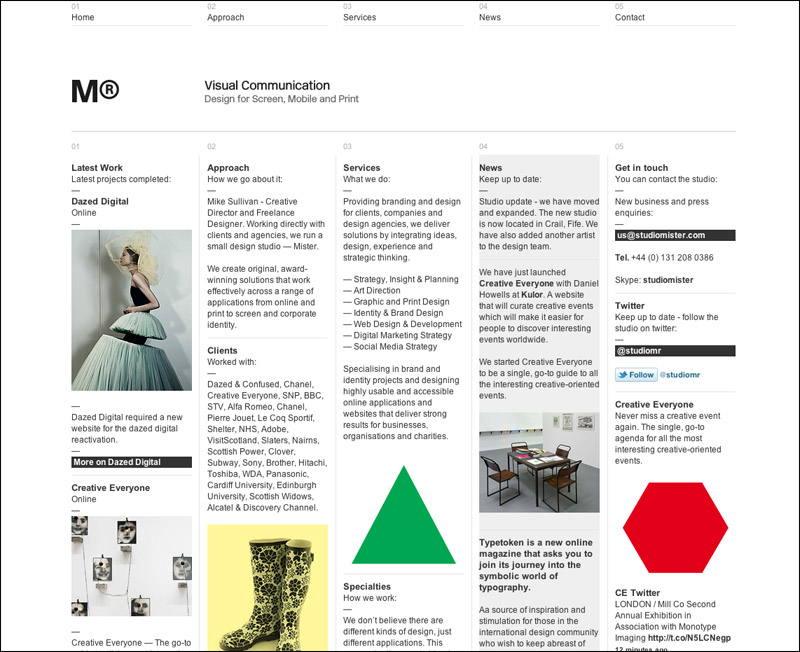 01
Home
02
Approach
03
Services
04
News
05
Contact
M®
Visual Communication
Design for Screen, Mobile and Print
01
Latest Work
Latest projects completed:
—
Dazed Digital
Online
—
—
Dazed Digital required a new
website for the dazed digital
reactivation.
—
More on Dazed Digital
Creative Everyone
Online
—
—
Creative Everyone — The go-to
02
Approach
How we go about it:
—
Mike Sullivan - Creative
Director and Freelance
Designer. Working directly with
clients and agencies, we run a
small design studio — Mister.
We create original, award-
winning solutions that work
effectively across a range of
applications from online and
print to screen and corporate
identity.
Clients
Worked with:
—
Dazed & Confused, Chanel,
Creative Everyone, SNP, BBC,
STV, Alfa Romeo, Chanel,
Pierre Jouet, Le Coq Sportif,
Shelter, NHS, Adobe,
VisitScotland, Slaters, Nairns,
Scottish Power, Clover,
Subway, Sony, Brother, Hitachi,
Toshiba, WDA, Panasonic,
Cardiff University, Edinburgh
University, Scottish Widows,
Alcatel & Discovery Channel.
03
Services
What we do:
—
Providing branding and design
for clients, companies and
design agencies, we deliver
solutions by integrating ideas,
design, experience and
strategic thinking.
— Strategy, Insight & Planning
— Art Direction
— Graphic and Print Design
— Identity & Brand Design
— Web Design & Development
— Digital Marketing Strategy
— Social Media Strategy
Specialising in brand and
identity projects and designing
highly usable and accessible
online applications and
websites that deliver strong
results for businesses,
organisations and charities.
Specialties
How we work:
—
We don't believe there are
different kinds of design, just
different applications. This
04
News
Keep up to date:
—
Studio update - we have moved
and expanded. The new studio
is now located in Crail, Fife. We
have also added another artist
to the design team.
We have just launched
Creative Everyone with Daniel
Howells at Kulor. A website
that will curate creative events
which will make it easier for
people to discover interesting
events worldwide.
We started Creative Everyone
to be a single, go-to guide to all
the interesting creative-oriented
events.
Typetoken is a new online
magazine that asks you to
join its journey into the
symbolic world of
typography.
Aa source of inspiration and
stimulation for those in the
international design community
who wish to keep abreast of
05
Get in touch
You can contact the studio:
—
New business and press
enquiries:
—
us@studiomister.com
Tel. +44 (0) 131 208 0386
Skype: studiomister
Twitter
Keep up to date - follow the
studio on twitter:
—
@studiomr
Follow @studiomr
Creative Everyone
Never miss a creative event
again. The single, go-to
agenda for all the most
interesting creative-oriented
events.
CE Twitter
LONDON / Mill Co Second
Annual Exhibition in
Association with Monotype
Imaging http://t.co/N5LCNegp
12 minutes ago